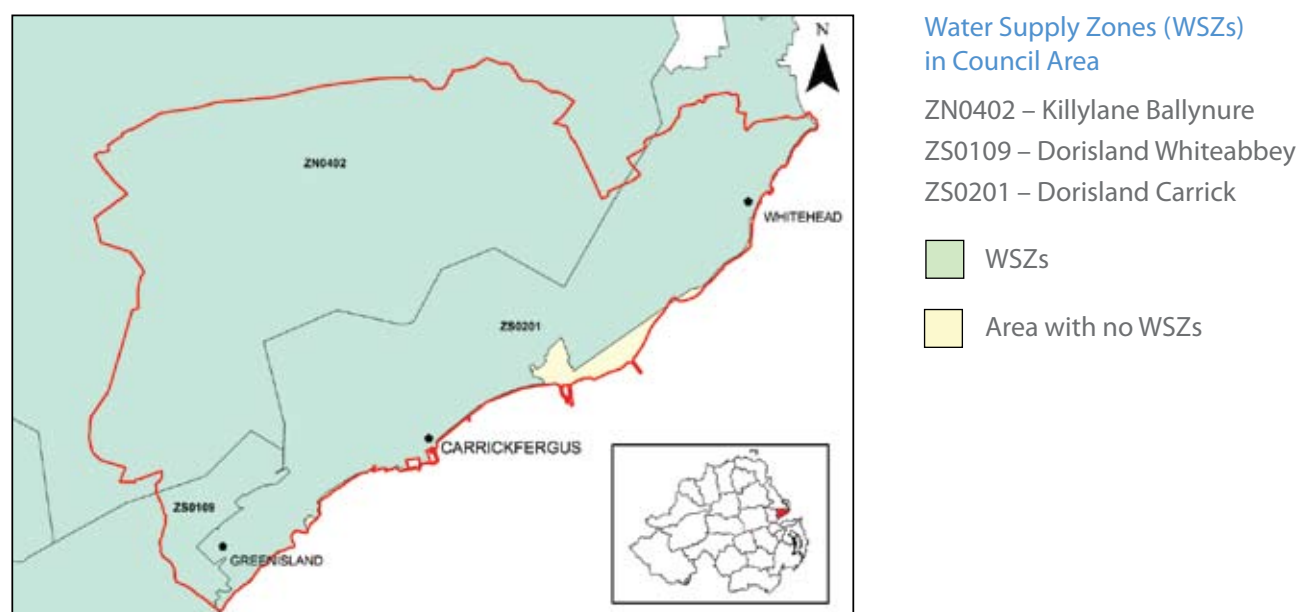 N
ZN0402
WHITEHEAD
ZS0201
CARRICKFERGUS
ZS0109
GREENISLAND
Water Supply Zones (WSZs)
in Council Area
ZN0402 – Killylane Ballynure
ZS0109 – Dorisland Whiteabbey
ZS0201 – Dorisland Carrick
WSZs
Area with no WSZs